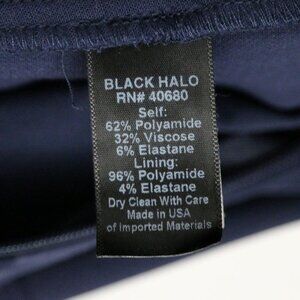 BLACK HALO
RN# 40680
Self:
62% Polyamide
32% Viscose
6% Elastane
Lining:
96% Polyamide
4% Elastane
Dry Clean With Care
Made in USA
of Imported Materials